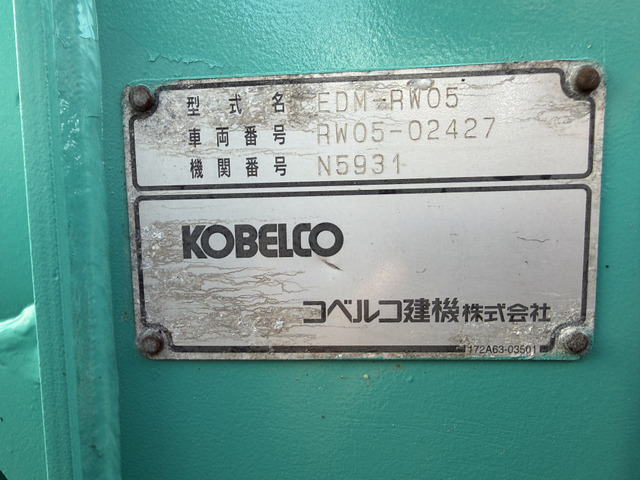 型式名 EDM-RW05
車両番号 RW05-02427
機関番号 N5931
KOBELCO
コベルコ建機株式会社
172A63-03501